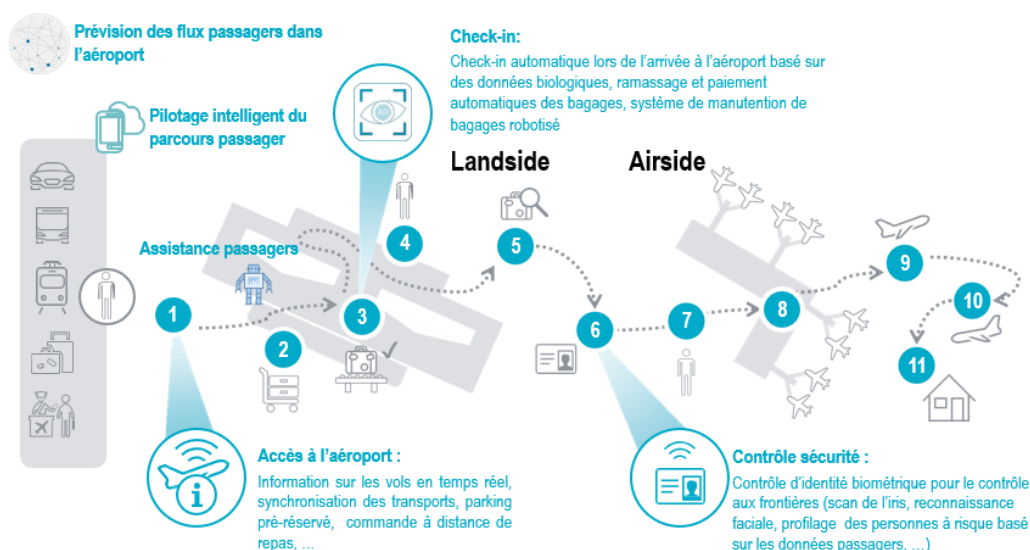 Prévision des flux passagers dans
l'aéroport
Check-in:
Check-in automatique lors de l'arrivée à l'aéroport basé sur
des données biologiques, ramassage et paiement
automatiques des bagages, système de manutention de
bagages robotisé
Pilotage intelligent du
parcours passager
Landside
Airside
Assistance passagers
1
2
3
4
5
6
7
8
9
10
11
Accès à l'aéroport :
Information sur les vols en temps réel,
synchronisation des transports, parking
pré-réservé, commande à distance de
repas, ...
Contrôle sécurité :
Contrôle d'identité biométrique pour le contrôle
aux frontières (scan de l'iris, reconnaissance
faciale, profilage des personnes à risque basé
sur les données passagers, ...)